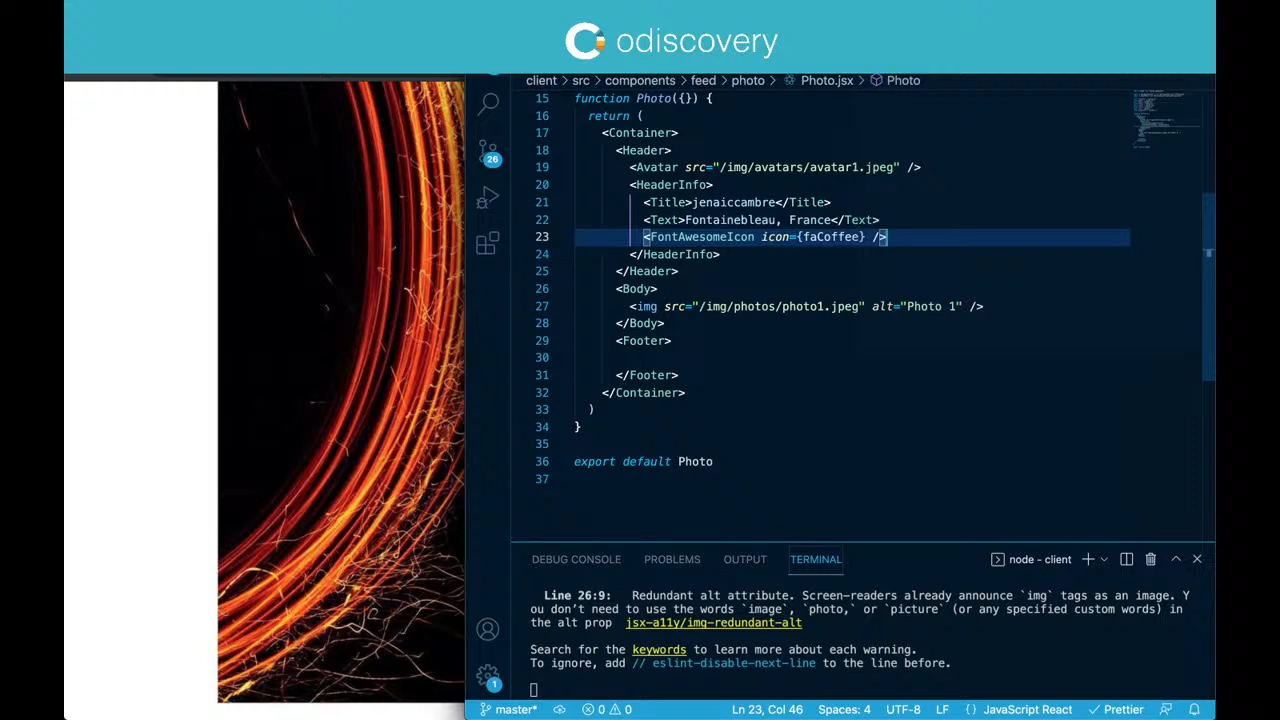 Codiscovery
client > src > components > feed > photo > Photo.jsx > Photo
15 function Photo({}) {
16 return (
17 <Container>
18 <Header>
19 <Avatar src="/img/avatars/avatar1.jpeg" />
20 <HeaderInfo>
21 <Title>jenaiccambre</Title>
22 <Text>Fontainebleau, France</Text>
23 <FontAwesomeIcon icon={faCoffee} />
24 </HeaderInfo>
25 </Header>
26 <Body>
27 <img src="/img/photos/photo1.jpeg" alt="Photo 1" />
28 </Body>
29 <Footer>
30
31 </Footer>
32 </Container>
33 )
34 }
35
36 export default Photo
37
26
1
DEBUG CONSOLE PROBLEMS OUTPUT TERMINAL node - client
Line 26:9: Redundant alt attribute. Screen-readers already announce `img` tags as an image. Y
ou don’t need to use the words `image`, `photo,` or `picture` (or any specified custom words) in
the alt prop jsx-a11y/img-redundant-alt
Search for the keywords to learn more about each warning.
To ignore, add // eslint-disable-next-line to the line before.
master* 0 0 Ln 23, Col 46 Spaces: 4 UTF-8 LF {} JavaScript React Prettier